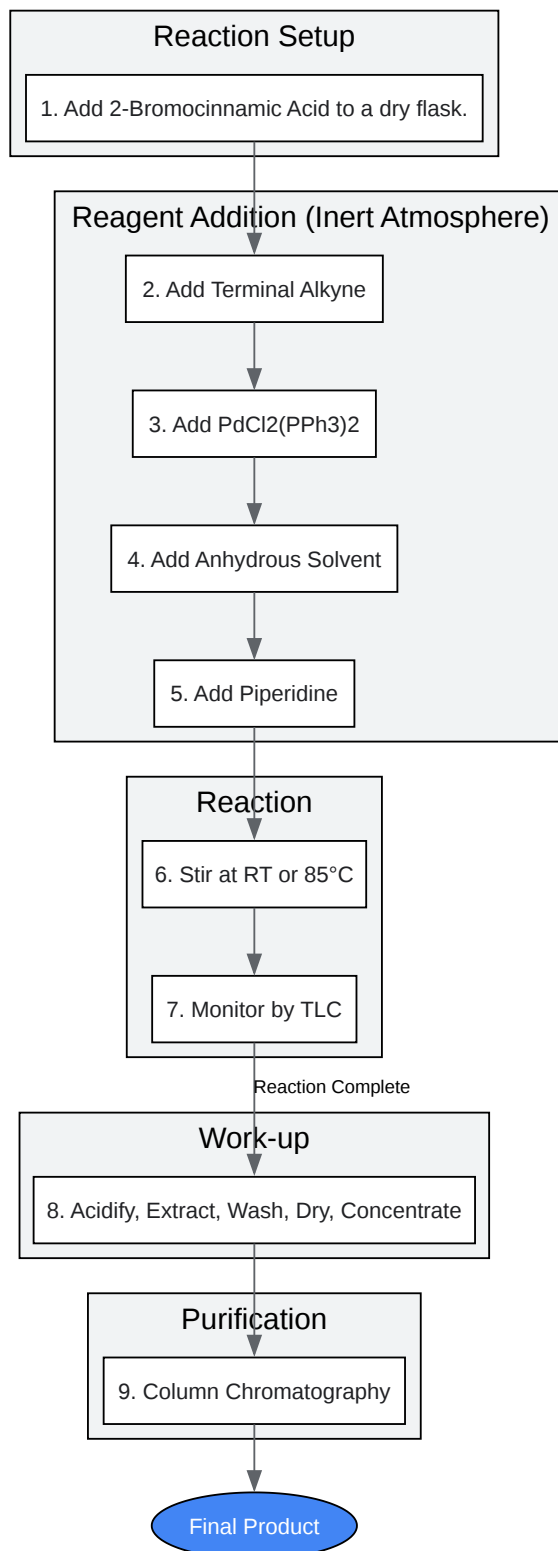 Reaction Setup
1. Add 2-Bromocinnamic Acid to a dry flask.
Reagent Addition (Inert Atmosphere)
2. Add Terminal Alkyne
3. Add PdCl2(PPh3)2
4. Add Anhydrous Solvent
5. Add Piperidine
Reaction
6. Stir at RT or 85°C
7. Monitor by TLC
Reaction Complete
Work-up
8. Acidify, Extract, Wash, Dry, Concentrate
Purification
9. Column Chromatography
Final Product